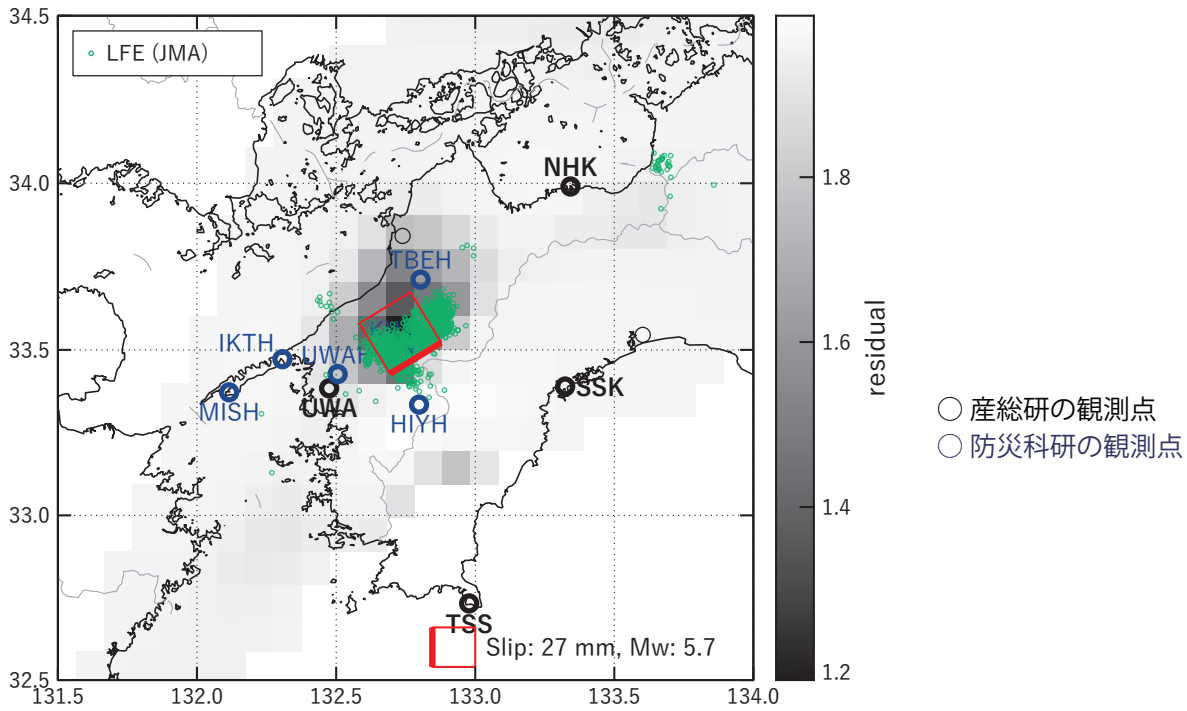 34.5
LFE (JMA)
NHK
34.0
1.8
TBEH
IKTH
UWAH
33.5
1.6
residual
MISH
UWA
HIYH
SSK
○ 産総研の観測点
○ 防災科研の観測点
33.0
1.4
TSS
Slip: 27 mm, Mw: 5.7
32.5
1.2
131.5 132.0 132.5 133.0 133.5 134.0